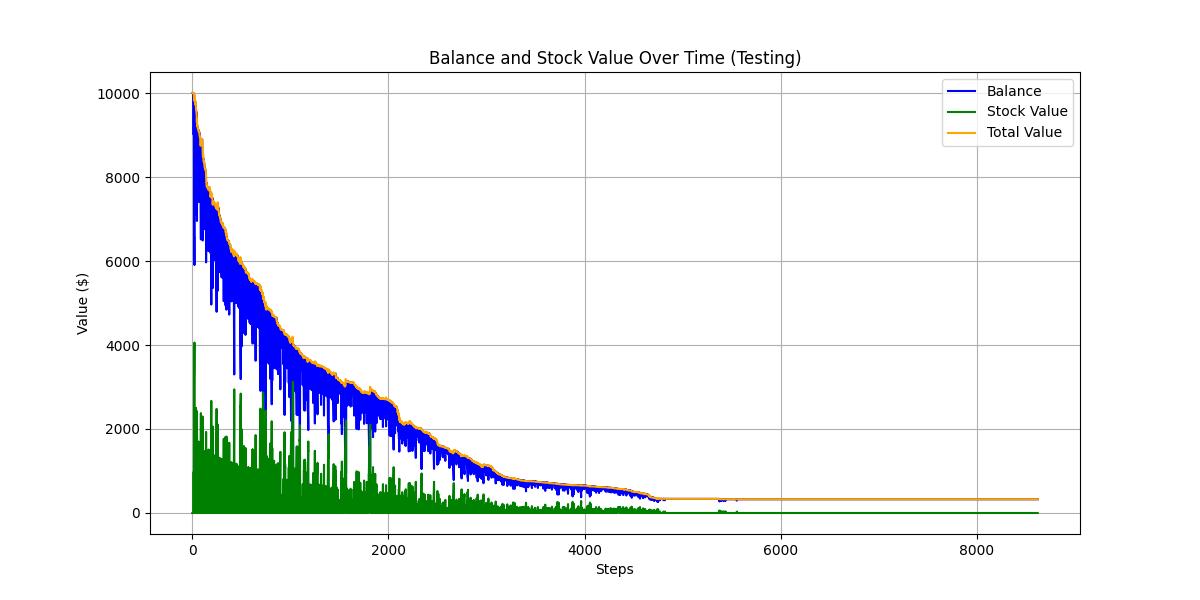 Balance and Stock Value Over Time (Testing)
Balance
Stock Value
Total Value
Value ($)
10000
8000
6000
4000
2000
0
0 2000 4000 6000 8000
Steps